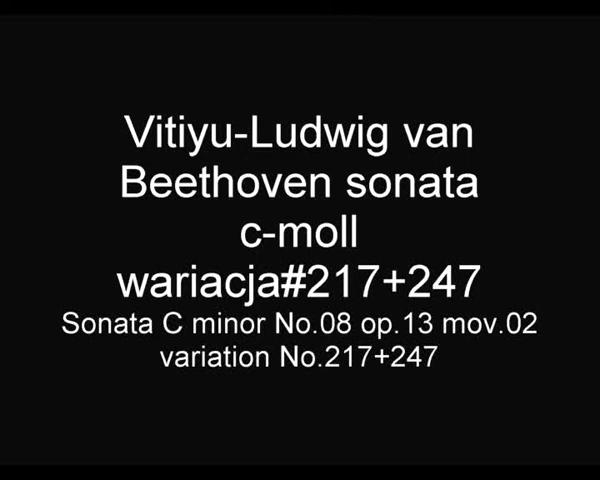 Vitiyu-Ludwig van
Beethoven sonata
c-moll
wariacja#217+247
Sonata C minor No.08 op.13 mov.02
variation No.217+247